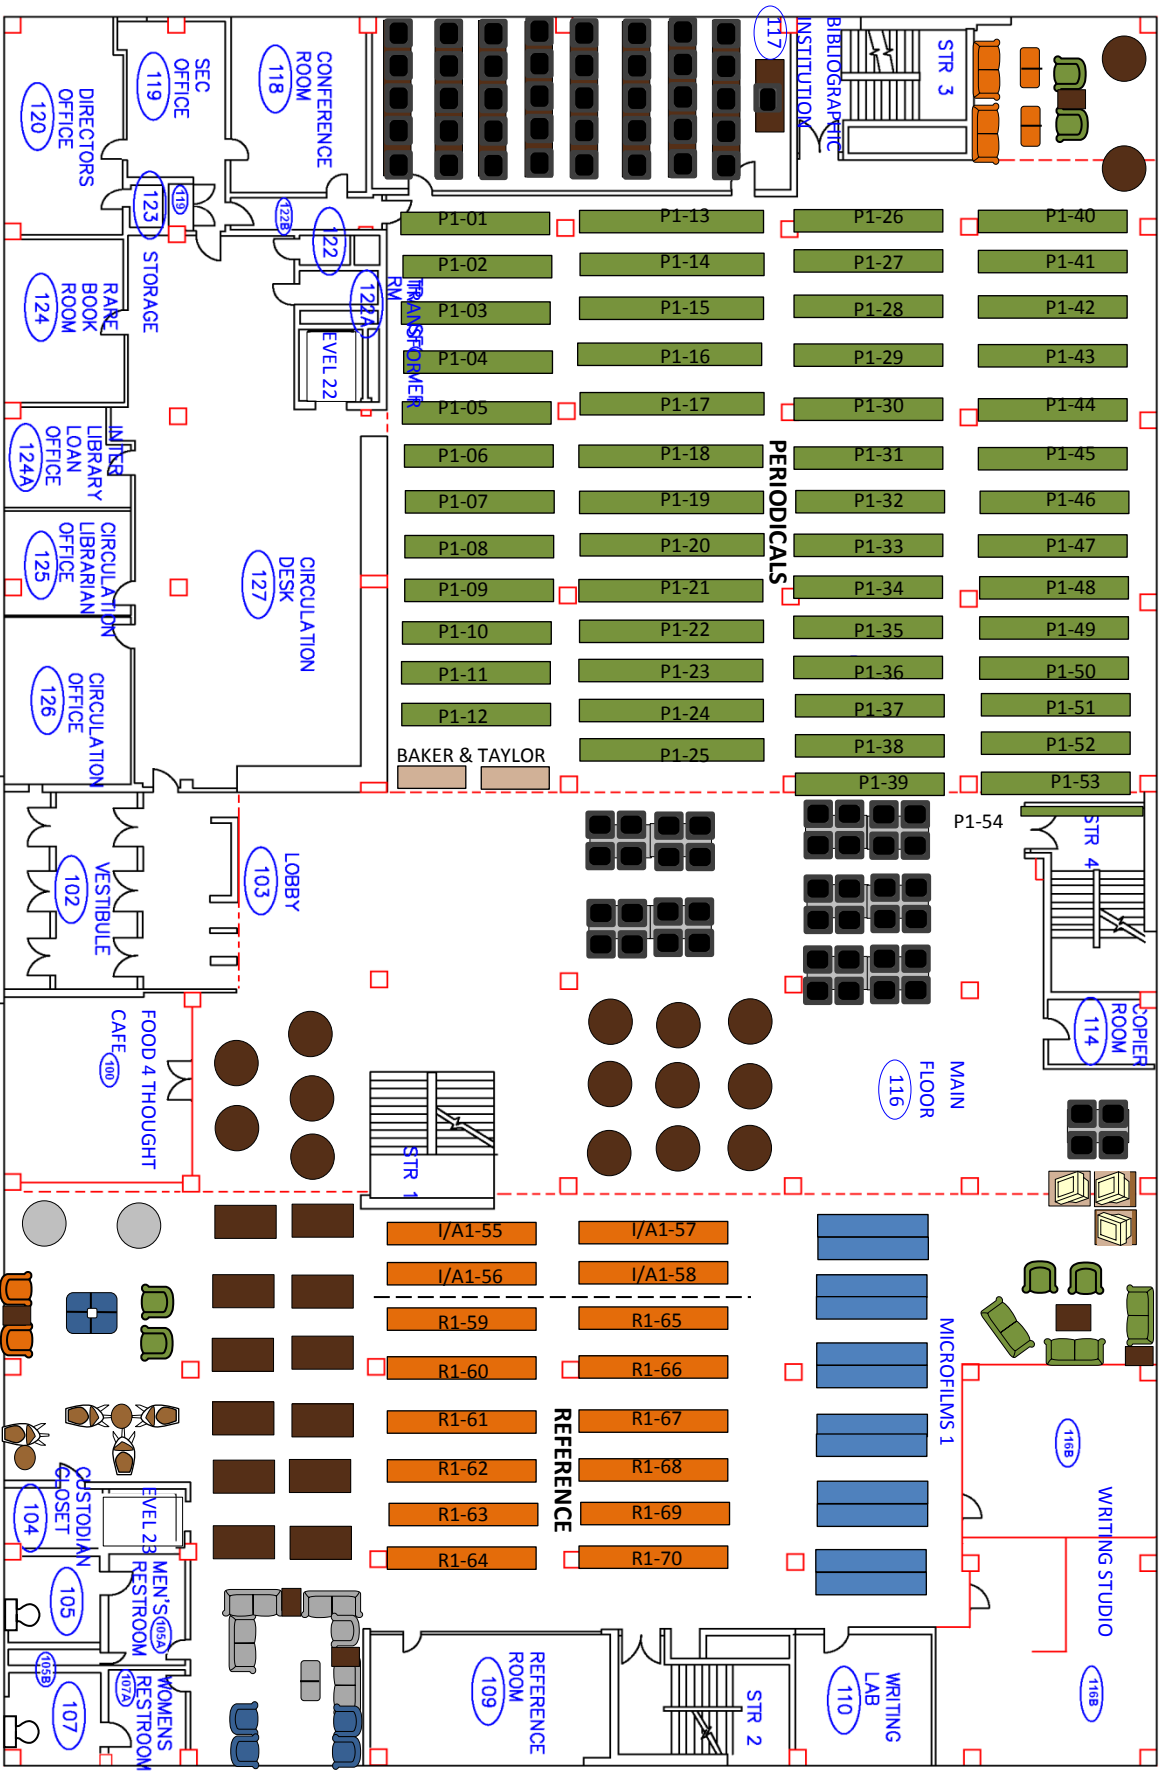 117
BIBLIOGRAPHIC
INSTITUTION
STR 3
CONFERENCE
ROOM
118
SEC
OFFICE
119
DIRECTORS
OFFICE
120
123
119
122B
122
STORAGE
RARE
BOOK
ROOM
124
122A
TRANSFORMER
RM
EVEL 22
INTER
LIBRARY
LOAN
OFFICE
124A
CIRCULATION
LIBRARIAN
OFFICE
125
CIRCULATION
DESK
127
CIRCULATION
OFFICE
126
P1-01
P1-02
P1-03
P1-04
P1-05
P1-06
P1-07
P1-08
P1-09
P1-10
P1-11
P1-12
BAKER & TAYLOR
P1-13
P1-14
P1-15
P1-16
P1-17
P1-18
P1-19
P1-20
P1-21
P1-22
P1-23
P1-24
P1-25
PERIODICALS
P1-26
P1-27
P1-28
P1-29
P1-30
P1-31
P1-32
P1-33
P1-34
P1-35
P1-36
P1-37
P1-38
P1-39
P1-40
P1-41
P1-42
P1-43
P1-44
P1-45
P1-46
P1-47
P1-48
P1-49
P1-50
P1-51
P1-52
P1-53
P1-54
STR 4
LOBBY
103
VESTIBULE
102
FOOD 4 THOUGHT
CAFE 100
COPIER
ROOM
114
MAIN
FLOOR
116
STR 1
I/A1-55
I/A1-56
R1-59
R1-60
R1-61
R1-62
R1-63
R1-64
I/A1-57
I/A1-58
R1-65
R1-66
R1-67
R1-68
R1-69
R1-70
REFERENCE
MICROFILMS 1
116B
WRITING STUDIO
116B
CUSTODIAN
CLOSET
104
EVEL 23
MEN'S
RESTROOM
105A
105
105B
WOMENS
RESTROOM
107A
107
REFERENCE
ROOM
109
STR 2
WRITING
LAB
110